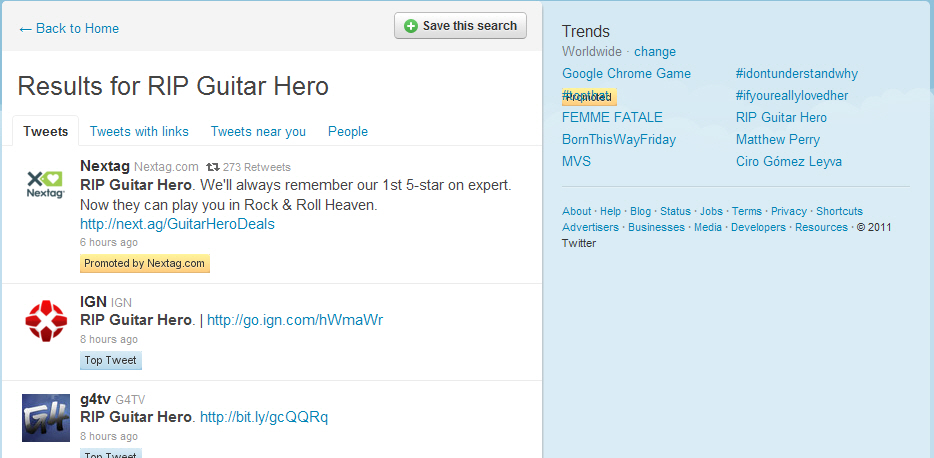 ← Back to Home
Save this search
Results for RIP Guitar Hero
Tweets
Tweets with links
Tweets near you
People
Nextag
Nextag Nextag.com 273 Retweets
RIP Guitar Hero. We'll always remember our 1st 5-star on expert.
Now they can play you in Rock & Roll Heaven.
http://next.ag/GuitarHeroDeals
6 hours ago
Promoted by Nextag.com
IGN IGN
RIP Guitar Hero. | http://go.ign.com/hWmaWr
8 hours ago
Top Tweet
G4
g4tv G4TV
RIP Guitar Hero. http://bit.ly/gcQQRq
8 hours ago
Top Tweet
Trends
Worldwide · change
Google Chrome Game
#topthat
Promoted
FEMME FATALE
BornThisWayFriday
MVS
#idontunderstandwhy
#ifyoureallylovedher
RIP Guitar Hero
Matthew Perry
Ciro Gómez Leyva
About · Help · Blog · Status · Jobs · Terms · Privacy · Shortcuts
Advertisers · Businesses · Media · Developers · Resources · © 2011
Twitter